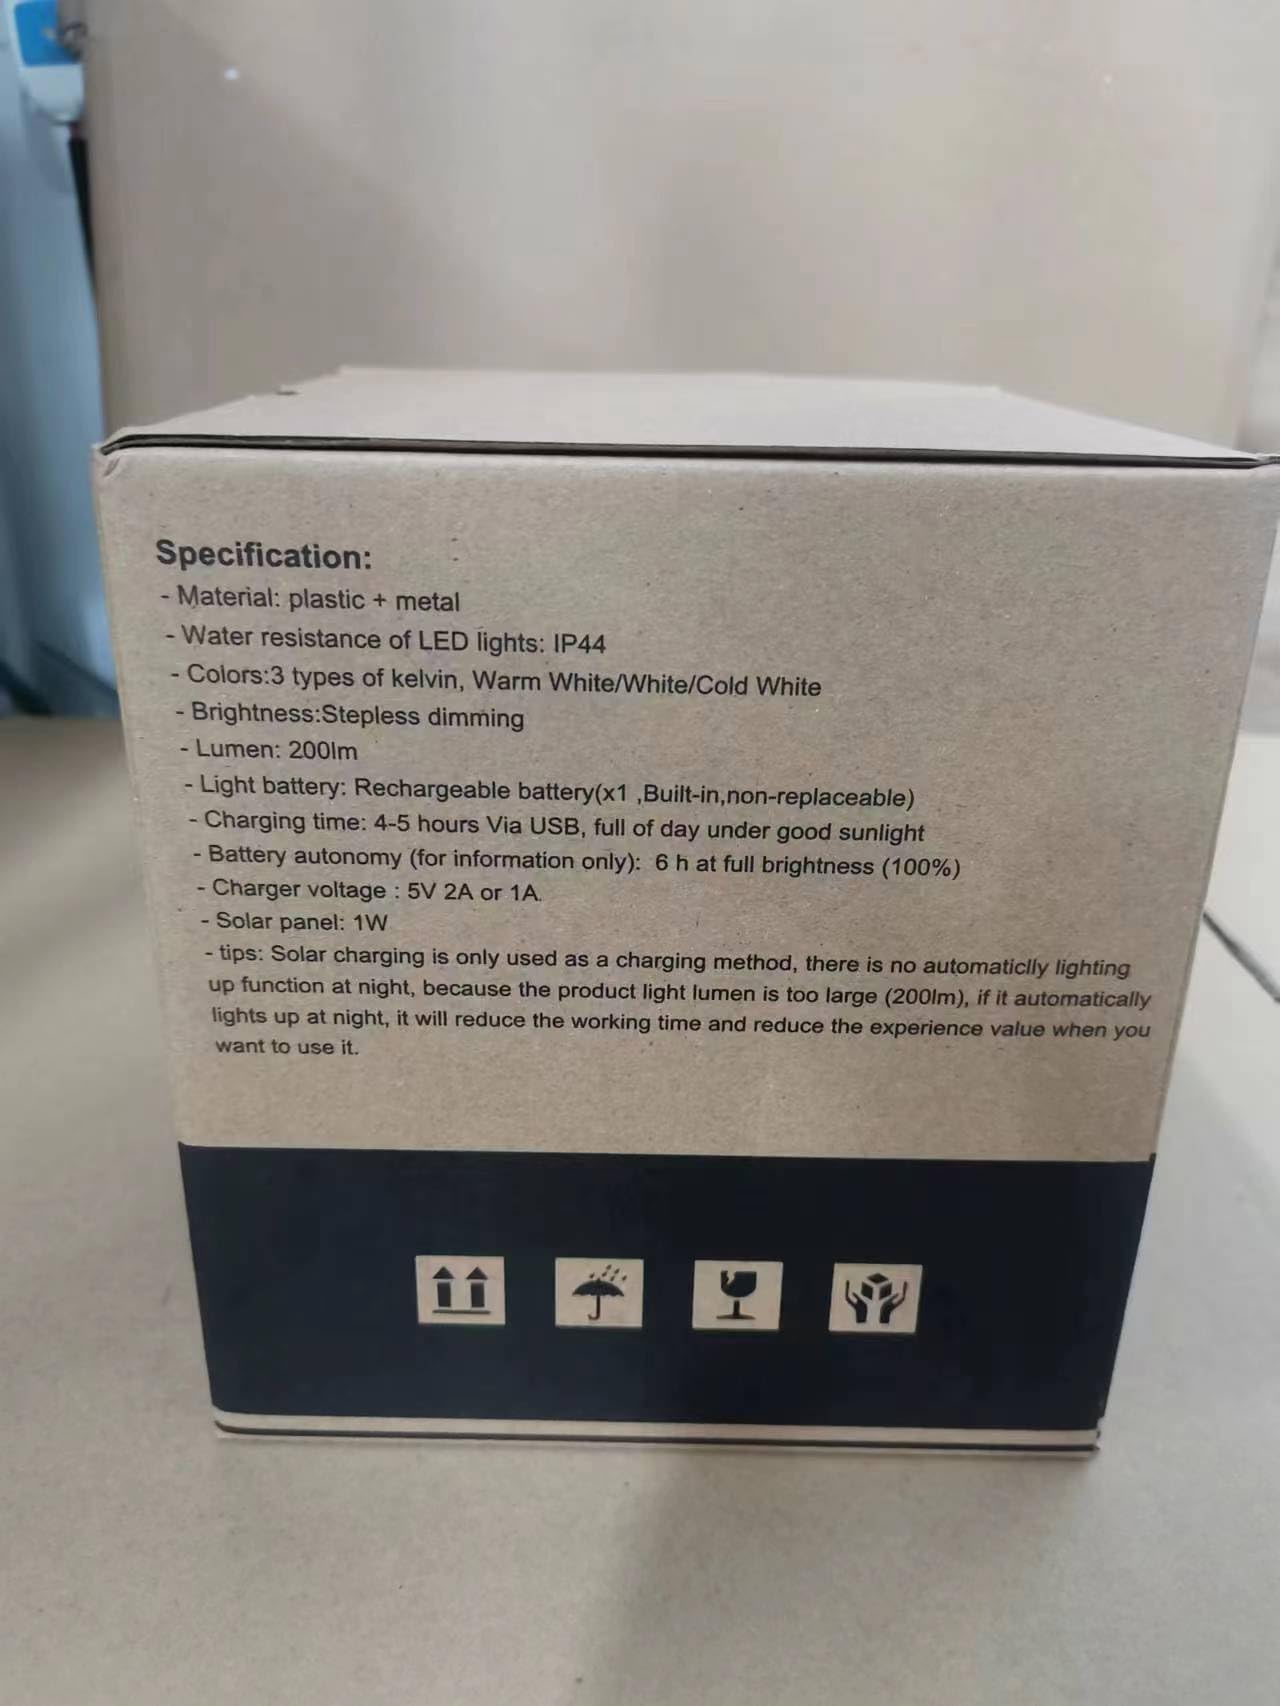 Specification:
- Material: plastic + metal
- Water resistance of LED lights: IP44
- Colors:3 types of kelvin, Warm White/White/Cold White
- Brightness:Stepless dimming
- Lumen: 200lm
- Light battery: Rechargeable battery(x1 ,Built-in,non-replaceable)
- Charging time: 4-5 hours Via USB, full of day under good sunlight
- Battery autonomy (for information only): 6 h at full brightness (100%)
- Charger voltage : 5V 2A or 1A.
- Solar panel: 1W
- tips: Solar charging is only used as a charging method, there is no automaticlly lighting
up function at night, because the product light lumen is too large (200lm), if it automatically
lights up at night, it will reduce the working time and reduce the experience value when you
want to use it.